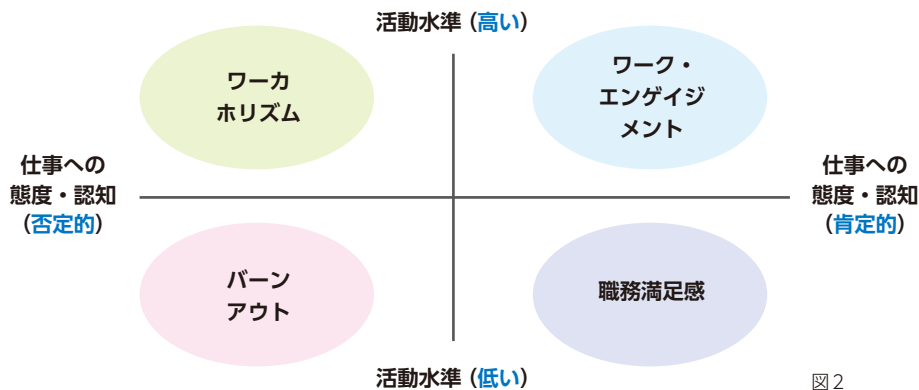 活動水準（高い）
ワーカ
ホリズム
ワーク・
エンゲイジ
メント
仕事への
態度・認知
（否定的）
仕事への
態度・認知
（肯定的）
バーン
アウト
職務満足感
活動水準（低い）
図2